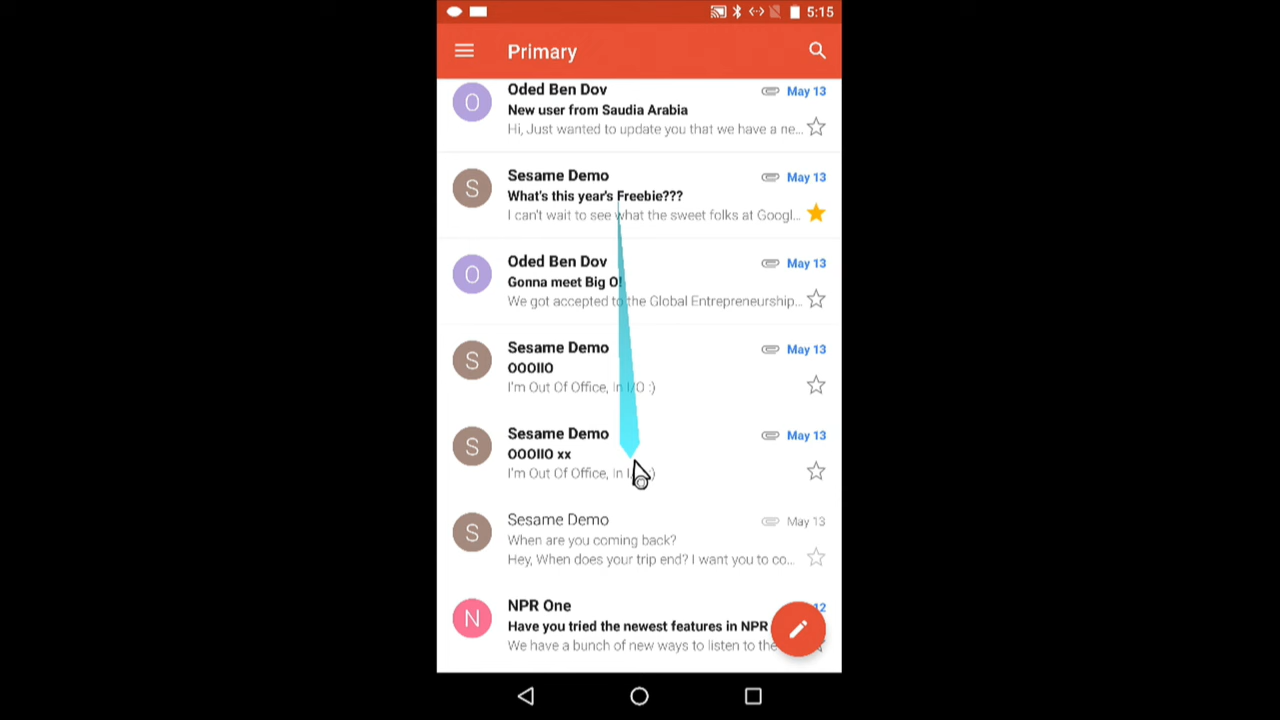 5:15
Primary
Oded Ben Dov
May 13
New user from Saudia Arabia
Hi, Just wanted to update you that we have a ne...
Sesame Demo
May 13
What's this year's Freebie???
I can't wait to see what the sweet folks at Googl...
Oded Ben Dov
May 13
Gonna meet Big O!
We got accepted to the Global Entrepreneurship...
Sesame Demo
May 13
OOOIIO
I'm Out Of Office, In I/O :)
Sesame Demo
May 13
OOOIIO xx
I'm Out Of Office, In
Sesame Demo
May 13
When are you coming back?
Hey, When does your trip end? I want you to co...
NPR One
12
Have you tried the newest features in NPR
We have a bunch of new ways to listen to the